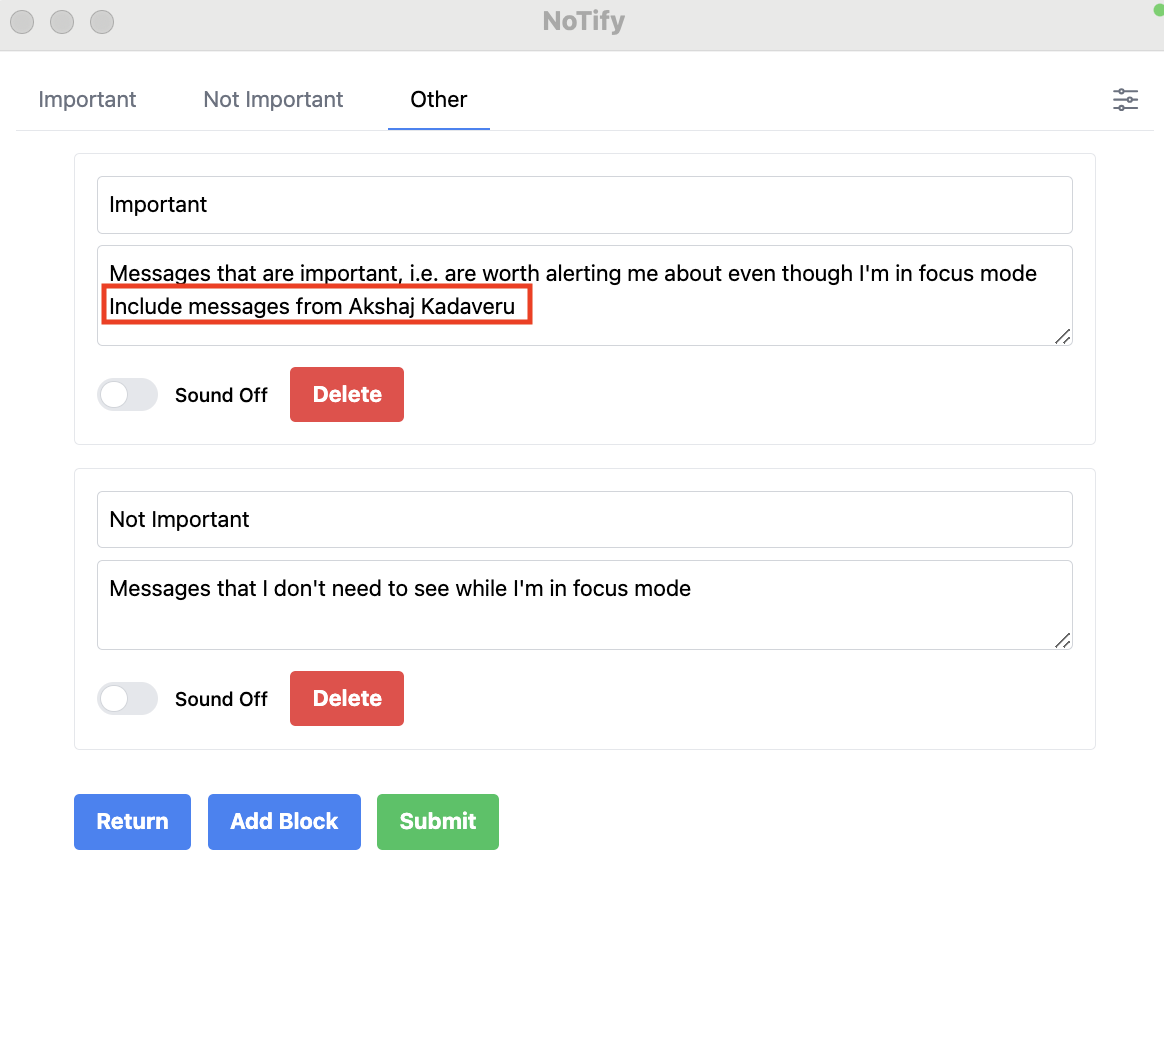 NoTify
Important
Not Important
Other
Important
Messages that are important, i.e. are worth alerting me about even though I'm in focus mode
Include messages from Akshaj Kadaveru
Sound Off
Delete
Not Important
Messages that I don't need to see while I'm in focus mode
Sound Off
Delete
Return
Add Block
Submit